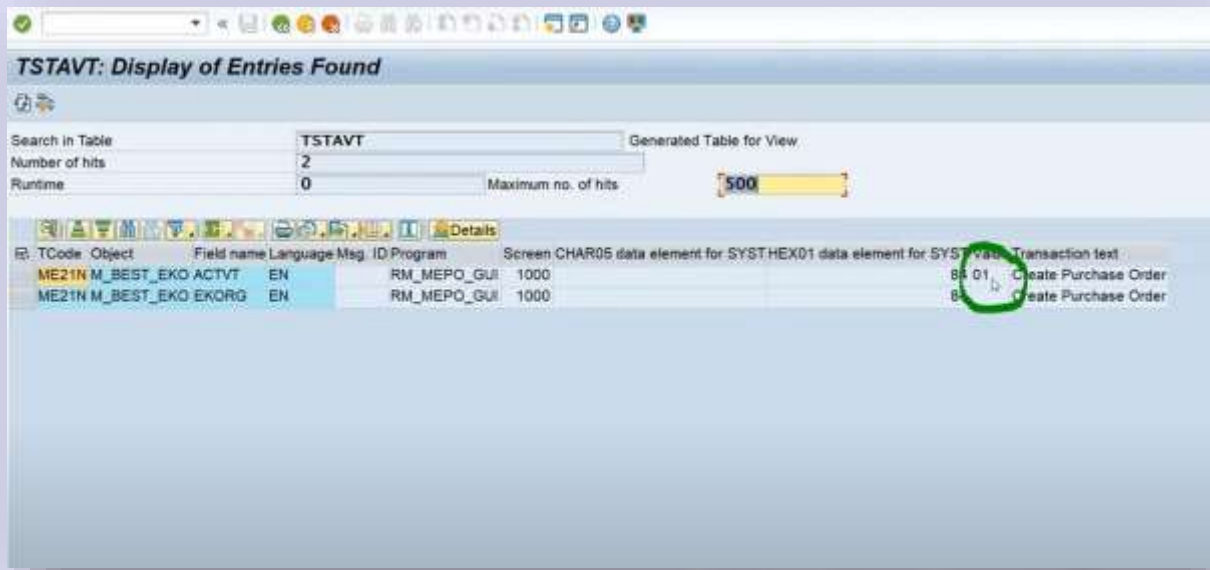 TSTAVT: Display of Entries Found
Search in Table TSTAVT Generated Table for View
Number of hits 2
Runtime 0 Maximum no. of hits 500
Details
TCode Object Field name Language Msg. ID Program Screen CHAR05 data element for SYST HEX01 data element for SYST Transaction text
ME21N M_BEST_EKO ACTVT EN RM_MEPO_GUI 1000 01 Create Purchase Order
ME21N M_BEST_EKO EKORG EN RM_MEPO_GUI 1000 Create Purchase Order